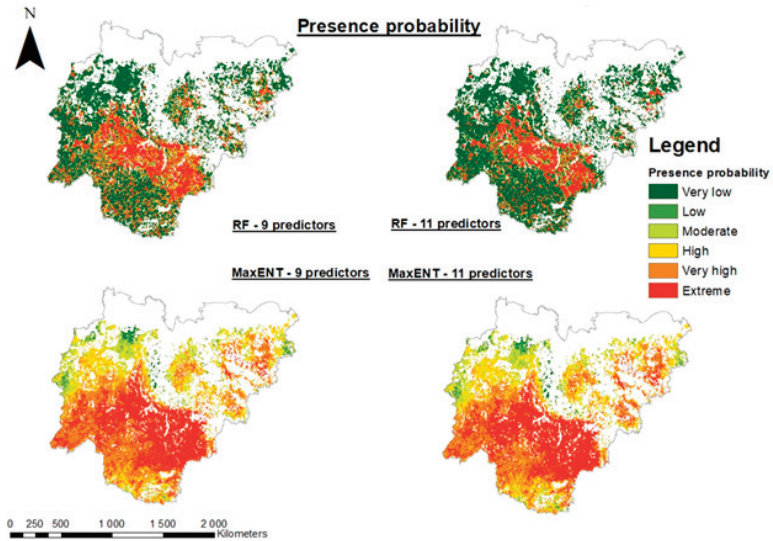 N
Presence probability
Legend
Presence probability
Very low
Low
Moderate
High
Very high
Extreme
RF - 9 predictors
RF - 11 predictors
MaxENT - 9 predictors
MaxENT - 11 predictors
0 125 250 500 1 000 1 500 2 000
Kilometers